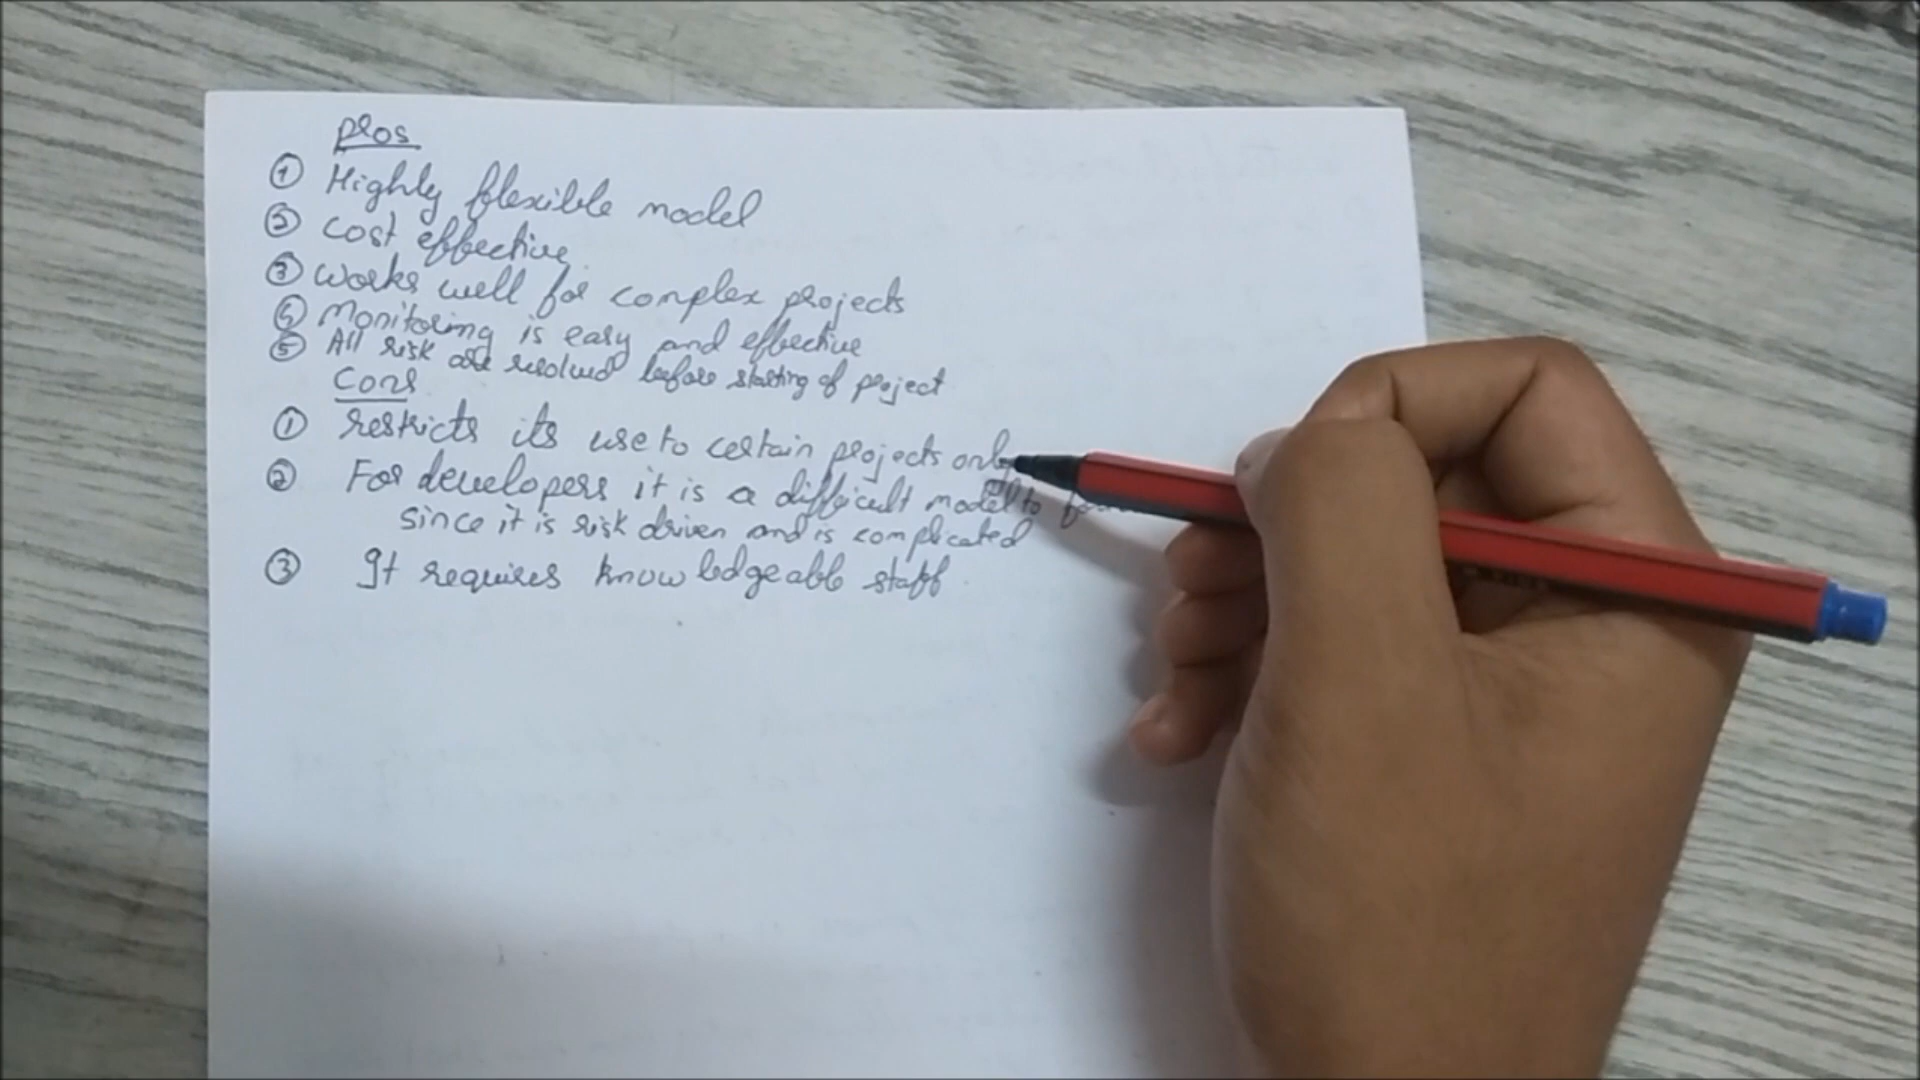 Pros
① Highly flexible model
② Cost effective
③ Works well for complex projects
④ Monitoring is easy and effective
⑤ All risk are resolved before starting of project
Cons
① restricts its use to certain projects only
② For developers it is a difficult model to
since it is risk driven and is complicated
③ It requires knowledgeable staff